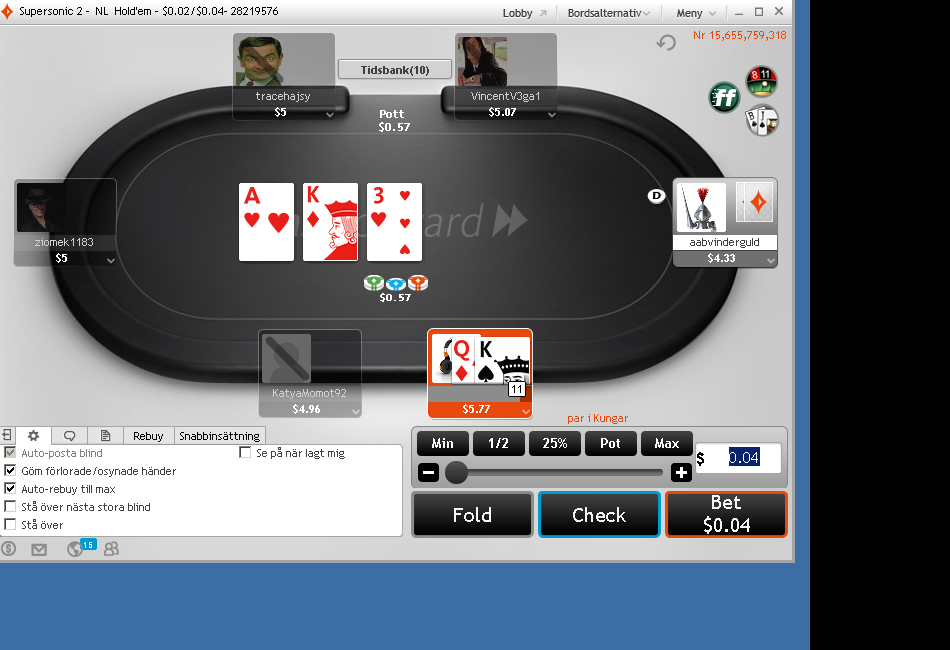 Supersonic 2 - NL Hold'em - $0.02/$0.04- 28219576
Lobby
Bordsalternativ
Meny
Nr 15,655,759,318
Tidsbank(10)
tracehajsy
$5
VincentV3ga1
$5.07
Pott
$0.57
8 11
ff
B J
ziomek1183
$5
A
K
3
D
aabvinderguld
$4.33
$0.57
KatyaMomot92
$4.96
Q K
11
$5.77
par i Kungar
Rebuy
Snabbinsättning
Auto-posta blind
Se på när lagt mig
Göm förlorade/osynade händer
Auto-rebuy till max
Stå över nästa stora blind
Stå över
15
Min
1/2
25%
Pot
Max
$ 0.04
Fold
Check
Bet
$0.04